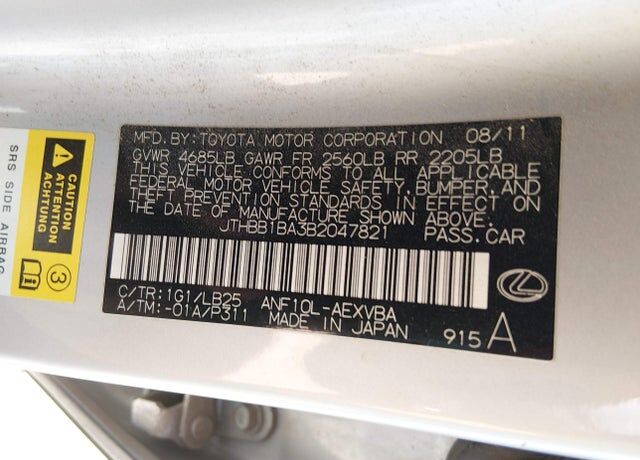 MFD. BY: TOYOTA MOTOR CORPORATION 08/11
GVWR 4685LB GAWR FR 2560LB RR 2205LB
THIS VEHICLE CONFORMS TO ALL APPLICABLE
FEDERAL MOTOR VEHICLE SAFETY, BUMPER, AND
THEFT PREVENTION STANDARDS IN EFFECT ON
THE DATE OF MANUFACTURE SHOWN ABOVE.
JTHBB1BA3B2047821 PASS. CAR
C/TR: 1G1/LB25 ANF10L-AEXVBA
A/TM: -01A/P311 MADE IN JAPAN 915 A
CAUTION
ATTENTION
ACHTUNG
3
SRS SIDE AIRBAG